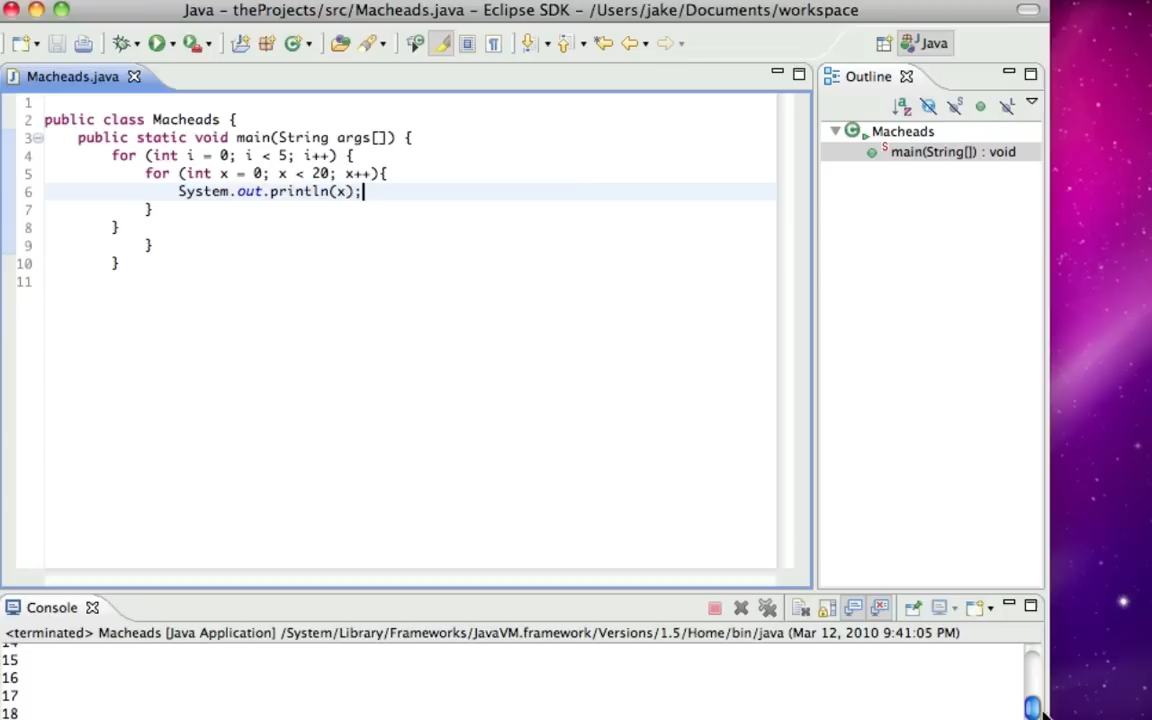 Java - theProjects/src/Macheads.java - Eclipse SDK - /Users/jake/Documents/workspace
Java
Macheads.java
1
2 public class Macheads {
3 public static void main(String args[]) {
4 for (int i = 0; i < 5; i++) {
5 for (int x = 0; x < 20; x++){
6 System.out.println(x);
7 }
8 }
9 }
10 }
11
Outline
Macheads
main(String[]) : void
Console
<terminated> Macheads [Java Application] /System/Library/Frameworks/JavaVM.framework/Versions/1.5/Home/bin/java (Mar 12, 2010 9:41:05 PM)
14
15
16
17
18